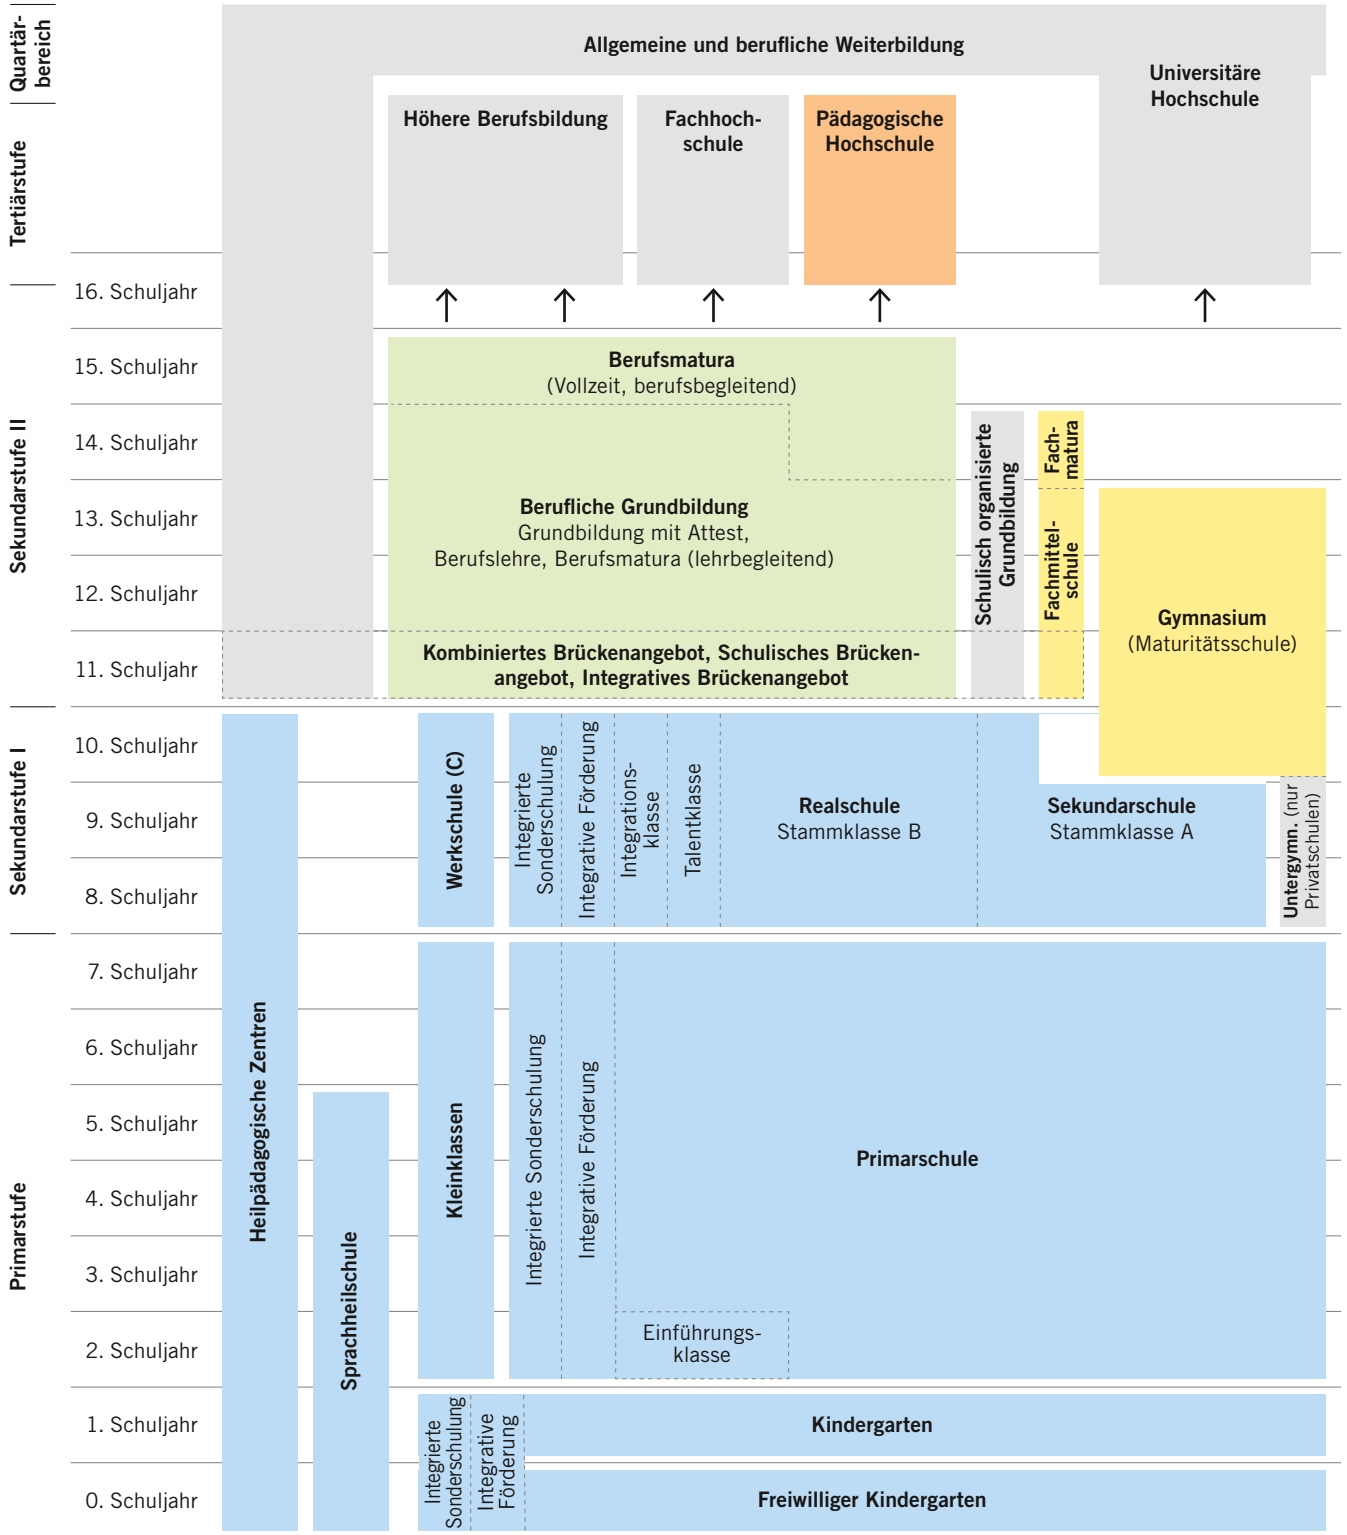 Quartär-
bereich
Allgemeine und berufliche Weiterbildung
Universitäre
Hochschule
Tertiärstufe
Höhere Berufsbildung
Fachhoch-
schule
Pädagogische
Hochschule
16. Schuljahr
Sekundarstufe II
15. Schuljahr
Berufsmatura
(Vollzeit, berufsbegleitend)
14. Schuljahr
13. Schuljahr
Berufliche Grundbildung
Grundbildung mit Attest,
Berufslehre, Berufsmatura (lehrbegleitend)
Schulisch organisierte
Grundbildung
Fach-
matura
Fachmittel-
schule
12. Schuljahr
Gymnasium
(Maturitätsschule)
11. Schuljahr
Kombiniertes Brückenangebot, Schulisches Brücken-
angebot, Integratives Brückenangebot
Sekundarstufe I
10. Schuljahr
9. Schuljahr
8. Schuljahr
Werkschule (C)
Integrierte
Sonderschulung
Integrative Förderung
Integrations-
klasse
Talentklasse
Realschule
Stammklasse B
Sekundarschule
Stammklasse A
Untergymn. (nur
Privatschulen)
Primarstufe
7. Schuljahr
6. Schuljahr
5. Schuljahr
4. Schuljahr
3. Schuljahr
2. Schuljahr
Heilpädagogische Zentren
Sprachheilschule
Kleinklassen
Integrierte Sonderschulung
Integrative Förderung
Primarschule
Einführungs-
klasse
1. Schuljahr
Integrierte
Sonderschulung
Integrative
Förderung
Kindergarten
0. Schuljahr
Freiwilliger Kindergarten